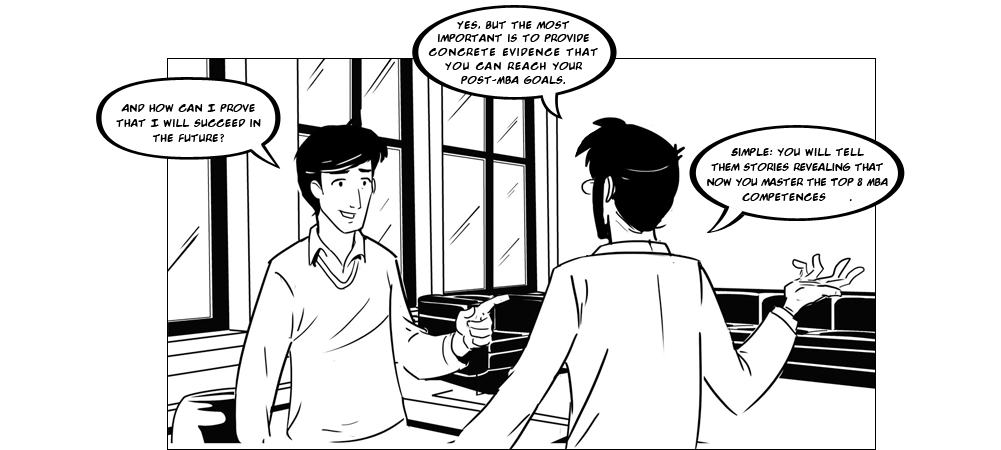 YES, BUT THE MOST
IMPORTANT IS TO PROVIDE
CONCRETE EVIDENCE THAT
YOU CAN REACH YOUR
POST-MBA GOALS.
AND HOW CAN I PROVE
THAT I WILL SUCCEED IN
THE FUTURE?
SIMPLE: YOU WILL TELL
THEM STORIES REVEALING THAT
NOW YOU MASTER THE TOP 8 MBA
COMPETENCES .